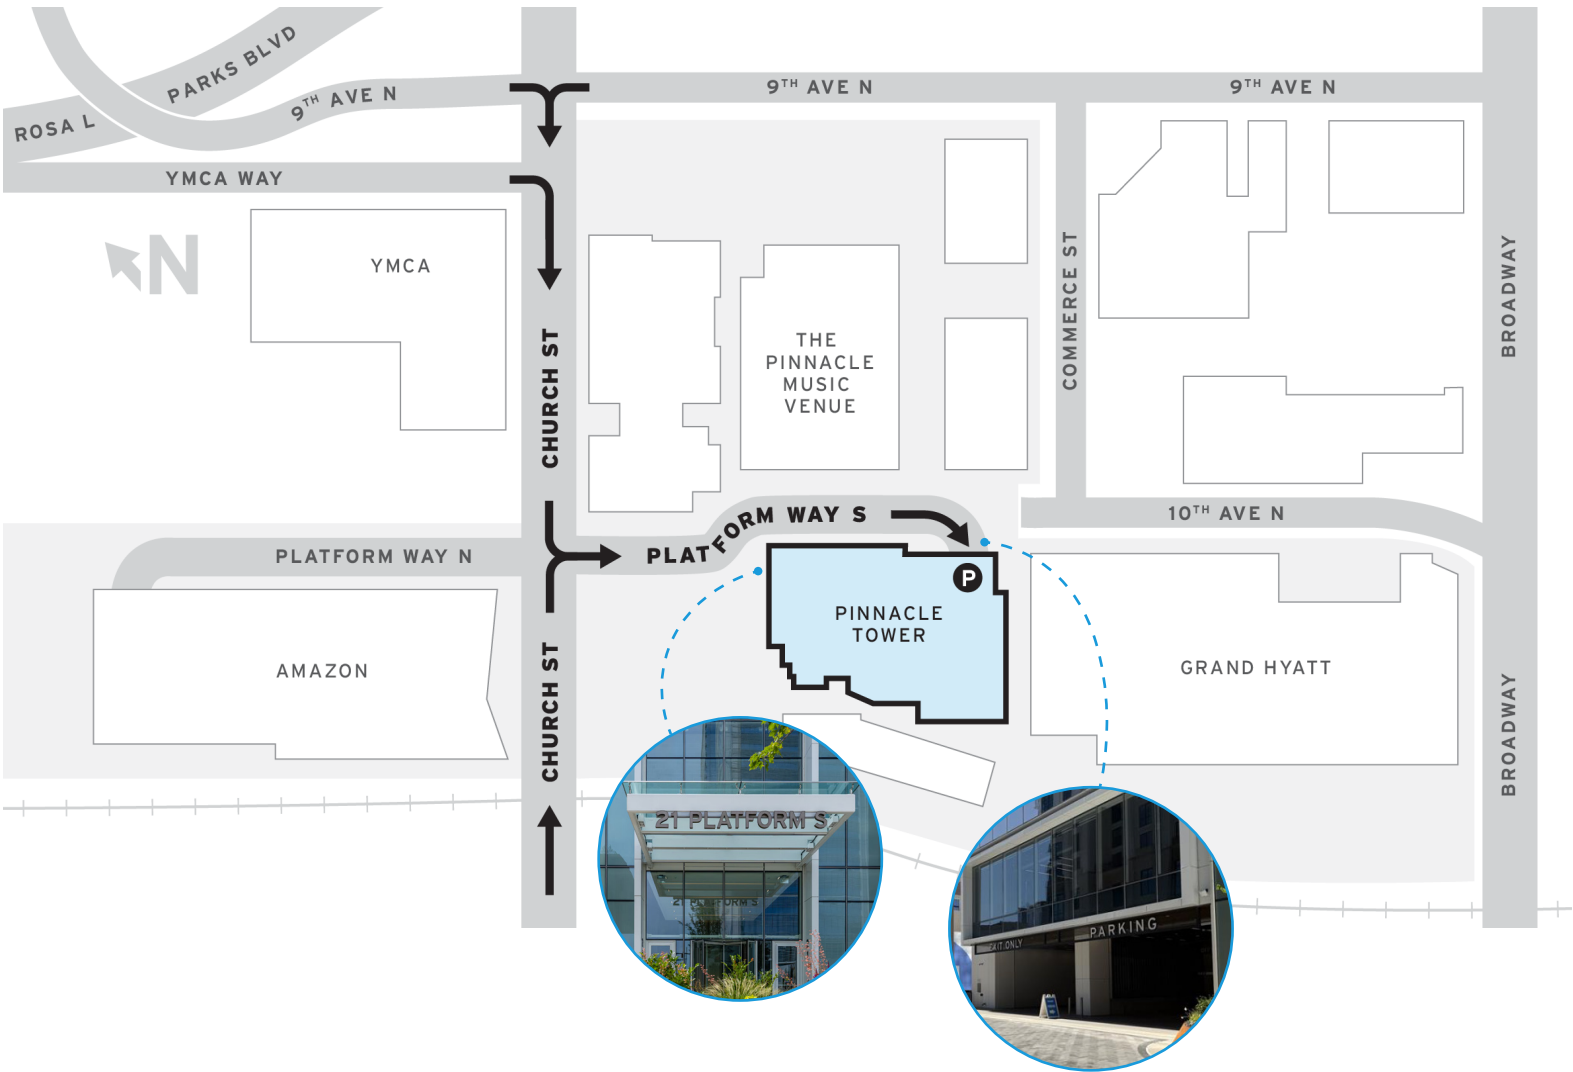 PARKS BLVD
9TH AVE N
9TH AVE N
9TH AVE N
ROSA L
YMCA WAY
N
YMCA
CHURCH ST
THE
PINNACLE
MUSIC
VENUE
COMMERCE ST
BROADWAY
PLATFORM WAY S
10TH AVE N
PLATFORM WAY N
P
PINNACLE
TOWER
AMAZON
CHURCH ST
GRAND HYATT
BROADWAY
21 PLATFORM S
21 PLATFORM S
PARKING
EXIT ONLY